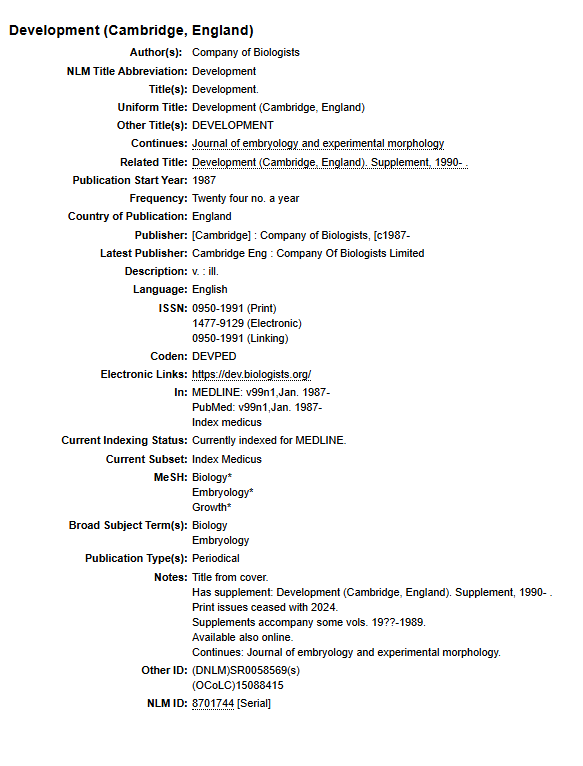 Development (Cambridge, England)
Author(s): Company of Biologists
NLM Title Abbreviation: Development
Title(s): Development.
Uniform Title: Development (Cambridge, England)
Other Title(s): DEVELOPMENT
Continues: Journal of embryology and experimental morphology
Related Title: Development (Cambridge, England). Supplement, 1990- .
Publication Start Year: 1987
Frequency: Twenty four no. a year
Country of Publication: England
Publisher: [Cambridge] : Company of Biologists, [c1987-
Latest Publisher: Cambridge Eng : Company Of Biologists Limited
Description: v. : ill.
Language: English
ISSN: 0950-1991 (Print)
1477-9129 (Electronic)
0950-1991 (Linking)
Coden: DEVPED
Electronic Links: https://dev.biologists.org/
In: MEDLINE: v99n1,Jan. 1987-
PubMed: v99n1,Jan. 1987-
Index medicus
Current Indexing Status: Currently indexed for MEDLINE.
Current Subset: Index Medicus
MeSH: Biology*
Embryology*
Growth*
Broad Subject Term(s): Biology
Embryology
Publication Type(s): Periodical
Notes: Title from cover.
Has supplement: Development (Cambridge, England). Supplement, 1990- .
Print issues ceased with 2024.
Supplements accompany some vols. 19??-1989.
Available also online.
Continues: Journal of embryology and experimental morphology.
Other ID: (DNLM)SR0058569(s)
(OCoLC)15088415
NLM ID: 8701744 [Serial]